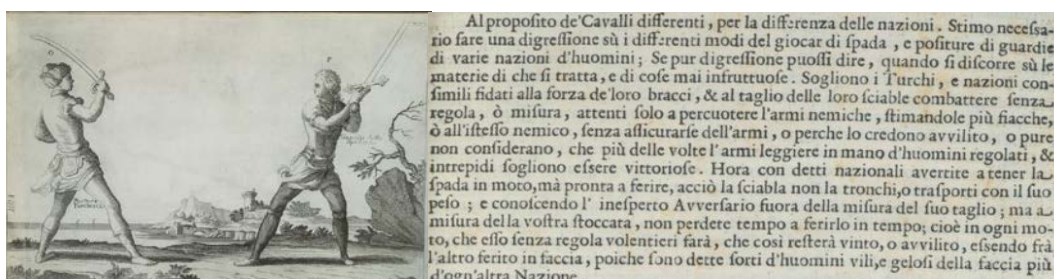 Al proposito de'Cavalli differenti, per la differenza delle nazioni. Stimo necessa-
rio fare una digressione sù i differenti modi del giocar di spada, e positure di guardie
di varie nazioni d'huomini; Se pur digressione puossi dire, quando si discorre sù le
materie di che si tratta, e di cose mai infruttuose. Sogliono i Turchi, e nazioni con-
simili fidati alla forza de'loro bracci, & al taglio delle loro sciable combattere senza
regola, ò misura, attenti solo a percuotere l'armi nemiche, stimandole più fiacche,
ò all'istesso nemico, senza assicurarse dell'armi, o perche lo credono avvilito, o pure
non considerano, che più delle volte l'armi leggiere in mano d'huomini regolati, &
intrepidi sogliono essere vittoriose. Hora con detti nazionali avertite a tener la
spada in moto, mà pronta a ferire, acciò la sciabla non la tronchi, o trasporti con il suo
peso; e conoscendo l' inesperto Avversario fuora della misura del suo taglio; ma a
misura della vostra stoccata, non perdete tempo a ferirlo in tempo; cioè in ogni mo-
to, che esso senza regola volentieri farà, che così resterà vinto, o avvilito, essendo frà
l'altro ferito in faccia, poiche sono dette sorti d'huomini vili, e gelosi della faccia più
d'ogn'altra Nazione